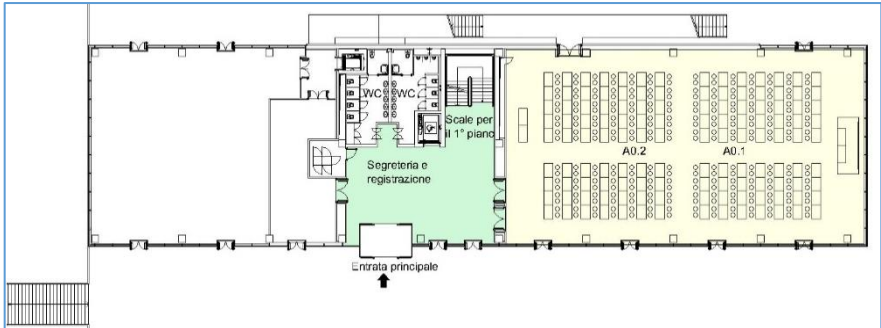 WC
WC
Scale per
il 1° piano
A0.2
A0.1
Segreteria e
registrazione
Entrata principale